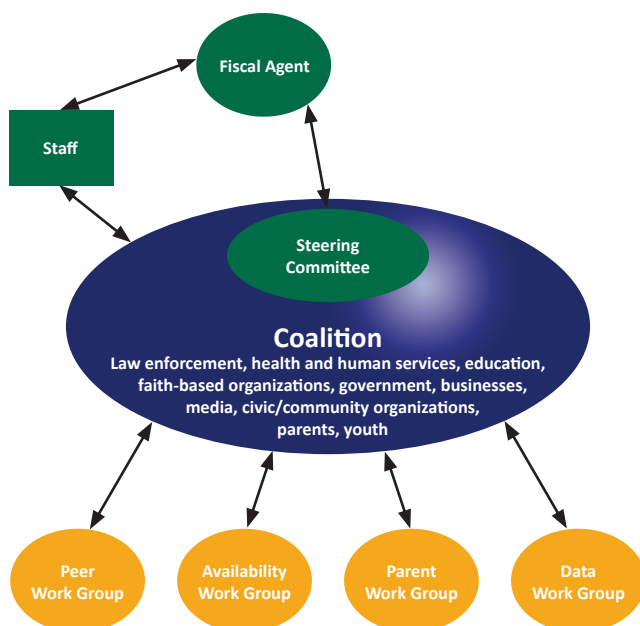 Fiscal Agent
Staff
Steering
Committee
Coalition
Law enforcement, health and human services, education,
faith-based organizations, government, businesses,
media, civic/community organizations,
parents, youth
Peer
Work Group
Availability
Work Group
Parent
Work Group
Data
Work Group